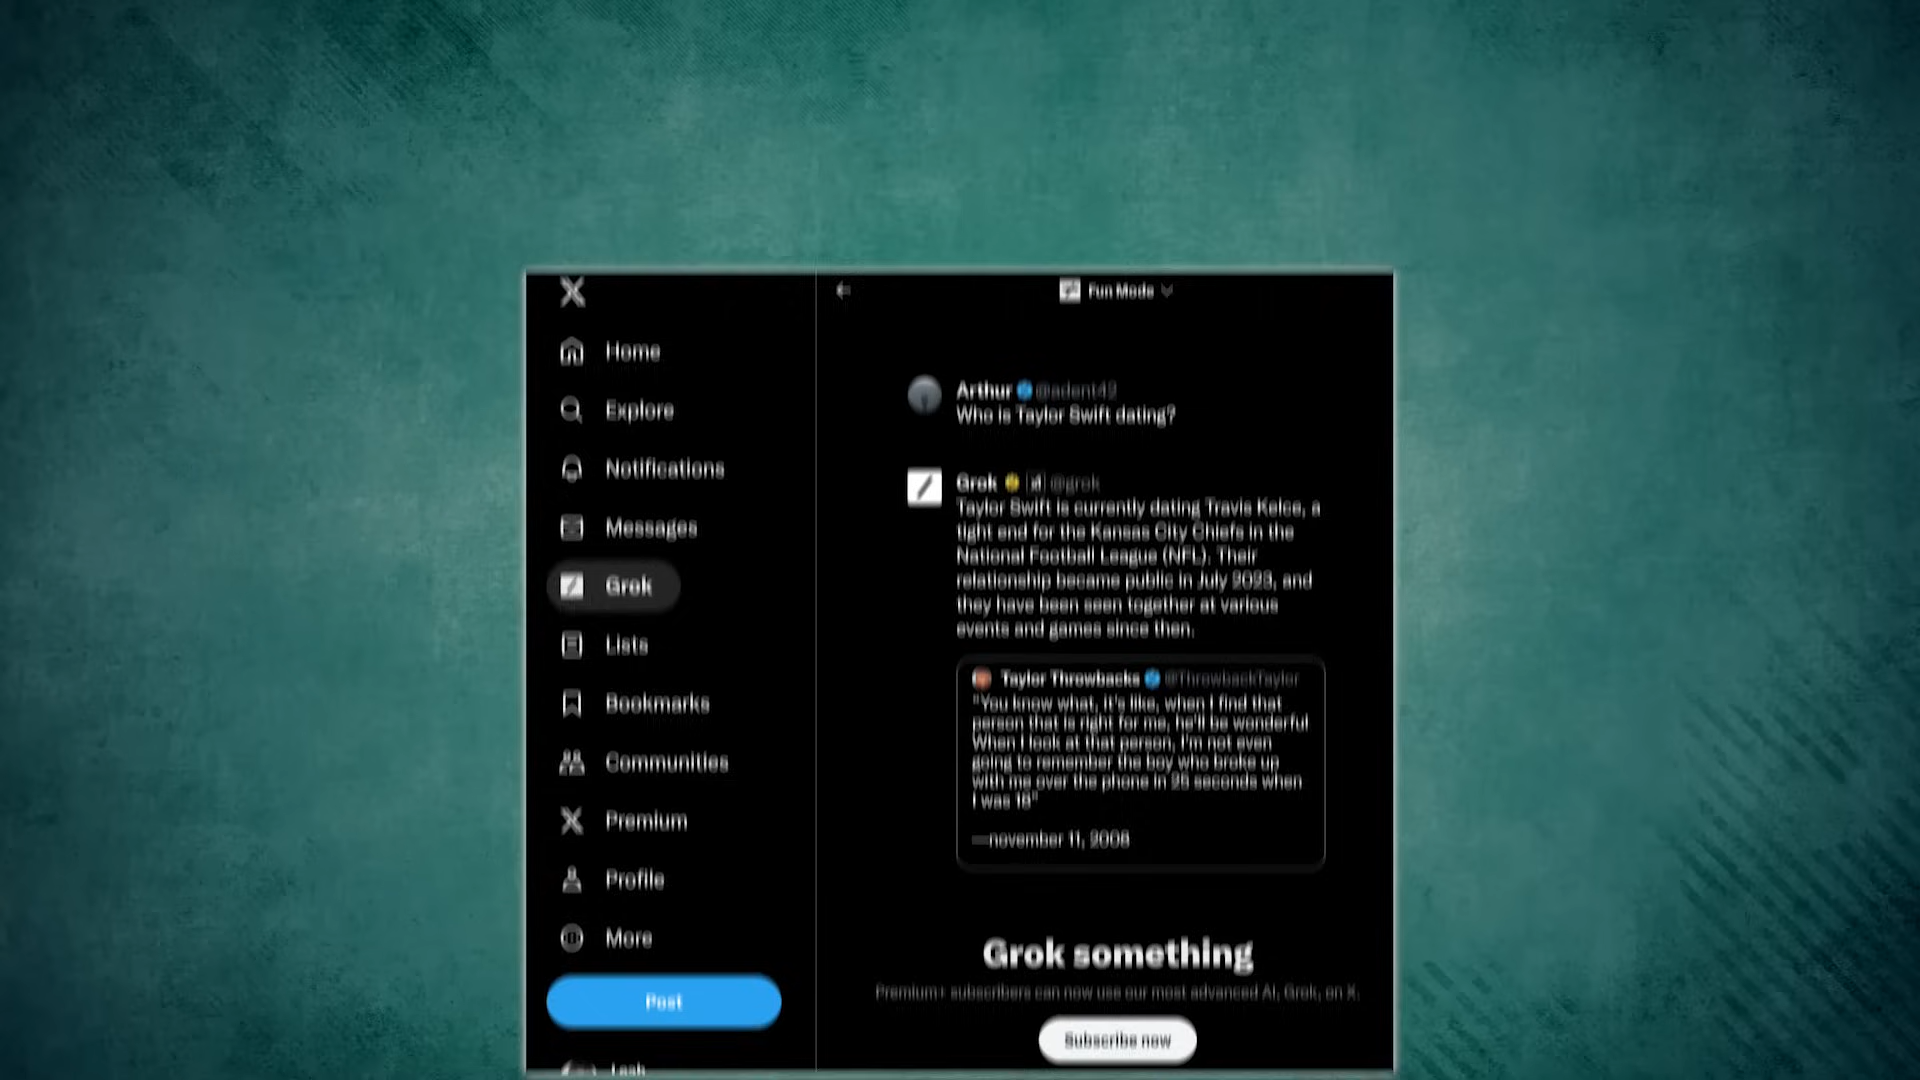 Home
Explore
Notifications
Messages
Grok
Lists
Bookmarks
Communities
Premium
Profile
More
Post
Fun Mode
Arthur @adent42
Who is Taylor Swift dating?
Grok @grok
Taylor Swift is currently dating Travis Kelce, a
tight end for the Kansas City Chiefs in the
National Football League (NFL). Their
relationship became public in July 2023, and
they have been seen together at various
events and games since then.
Taylor Throwbacks @ThrowbackTaylor
"You know what, it's like, when I find that
person that is right for me, he'll be wonderful
When I look at that person, I'm not even
going to remember the boy who broke up
with me over the phone in 25 seconds when
I was 18"
—november 11, 2008
Grok something
Premium+ subscribers can now use our most advanced AI, Grok, on X.
Subscribe now